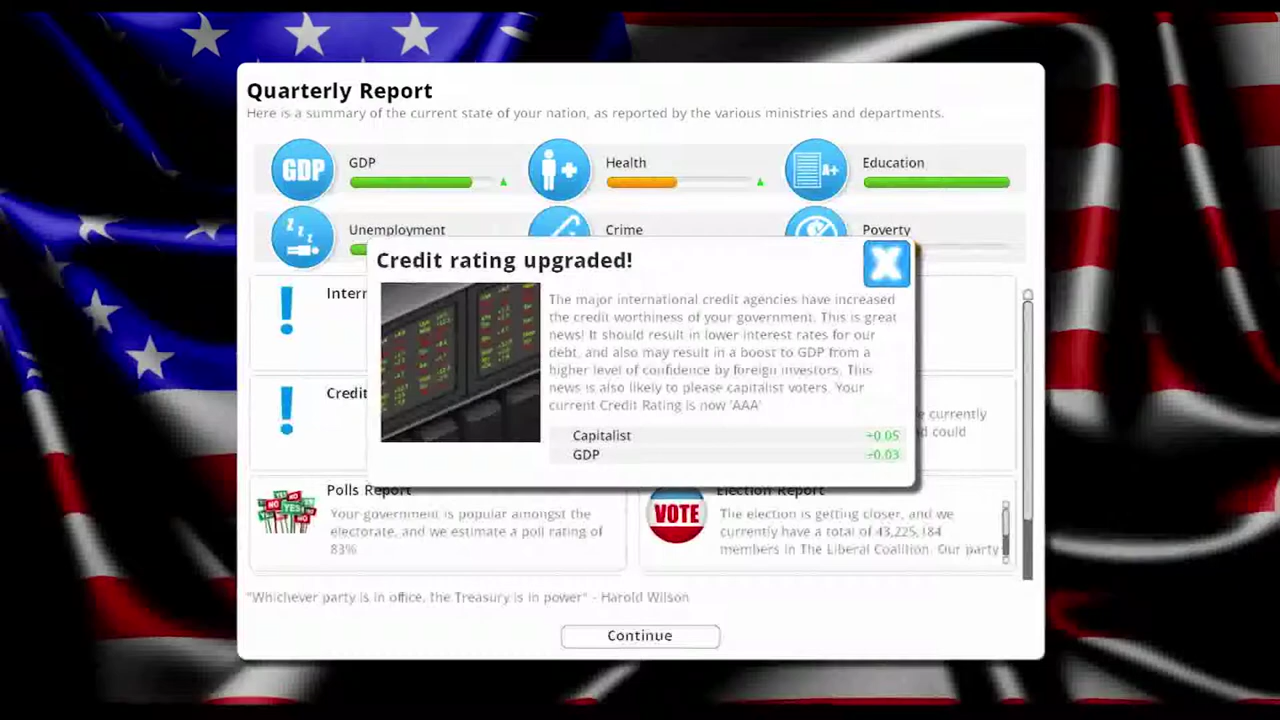 Quarterly Report
Here is a summary of the current state of your nation, as reported by the various ministries and departments.
GDP
GDP
Health
A+
Education
Z Z Z
Unemployment
Crime
Poverty
Credit rating upgraded!
X
The major international credit agencies have increased
the credit worthiness of your government. This is great
news! It should result in lower interest rates for our
debt, and also may result in a boost to GDP from a
higher level of confidence by foreign investors. This
news is also likely to please capitalist voters. Your
current Credit Rating is now 'AAA'
Capitalist
+0.05
GDP
+0.03
Credit
currently
could
Polls Report
NO YES NO
Your government is popular amongst the
electorate, and we estimate a poll rating of
83%
Election Report
VOTE
The election is getting closer, and we
currently have a total of 43,225,184
members in The Liberal Coalition. Our party
"Whichever party is in office, the Treasury is in power" - Harold Wilson
Continue